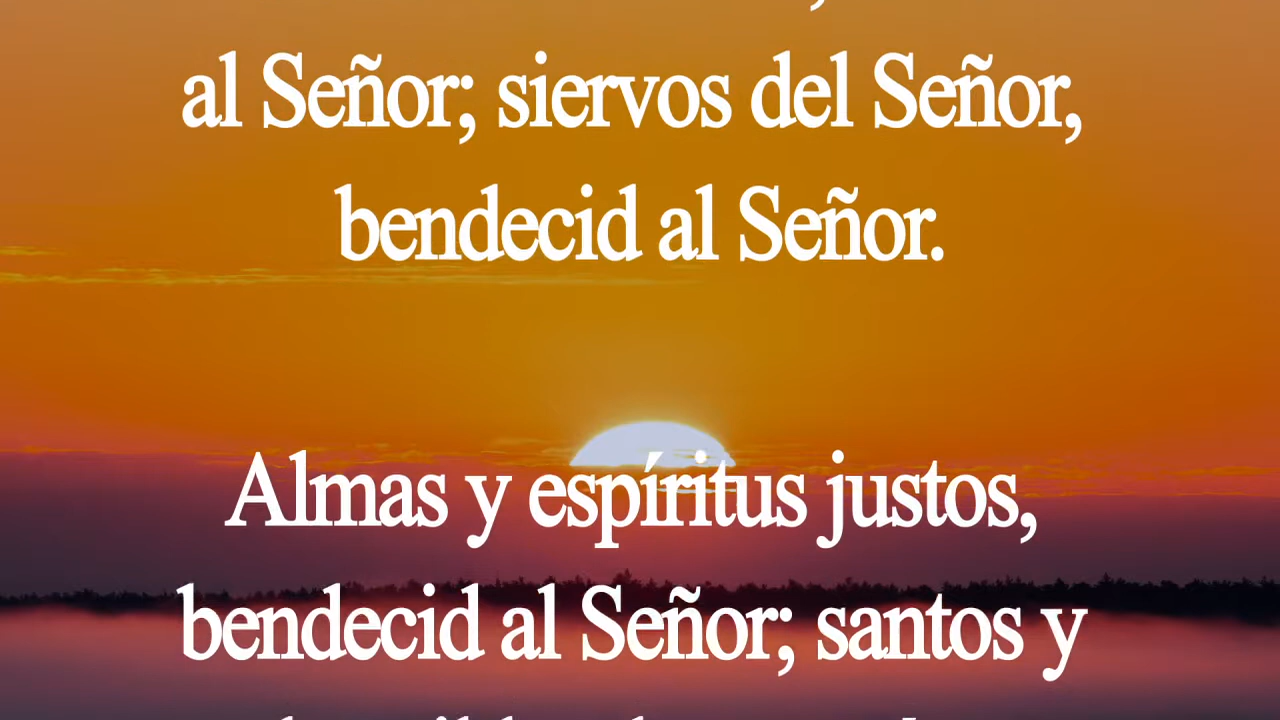 al Señor; siervos del Señor,
bendecid al Señor.
Almas y espíritus justos,
bendecid al Señor; santos y